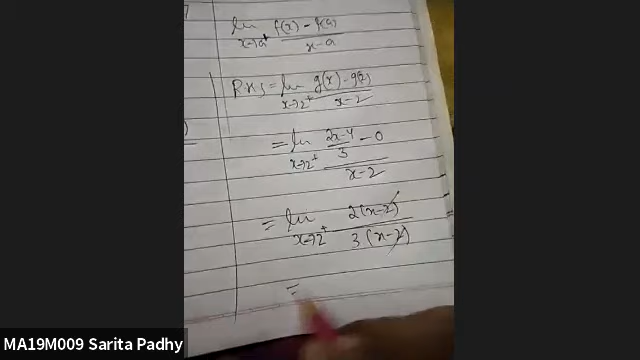 lim f(x) - f(a)
x→a⁺ x-a
RHS = lim g(x) - g(2)
x→2⁺ x-2
= lim 2x-4/3 - 0
x→2⁺ x-2
= lim 2(x-2)
x→2⁺ 3(x-2)
=
MA19M009 Sarita Padhy